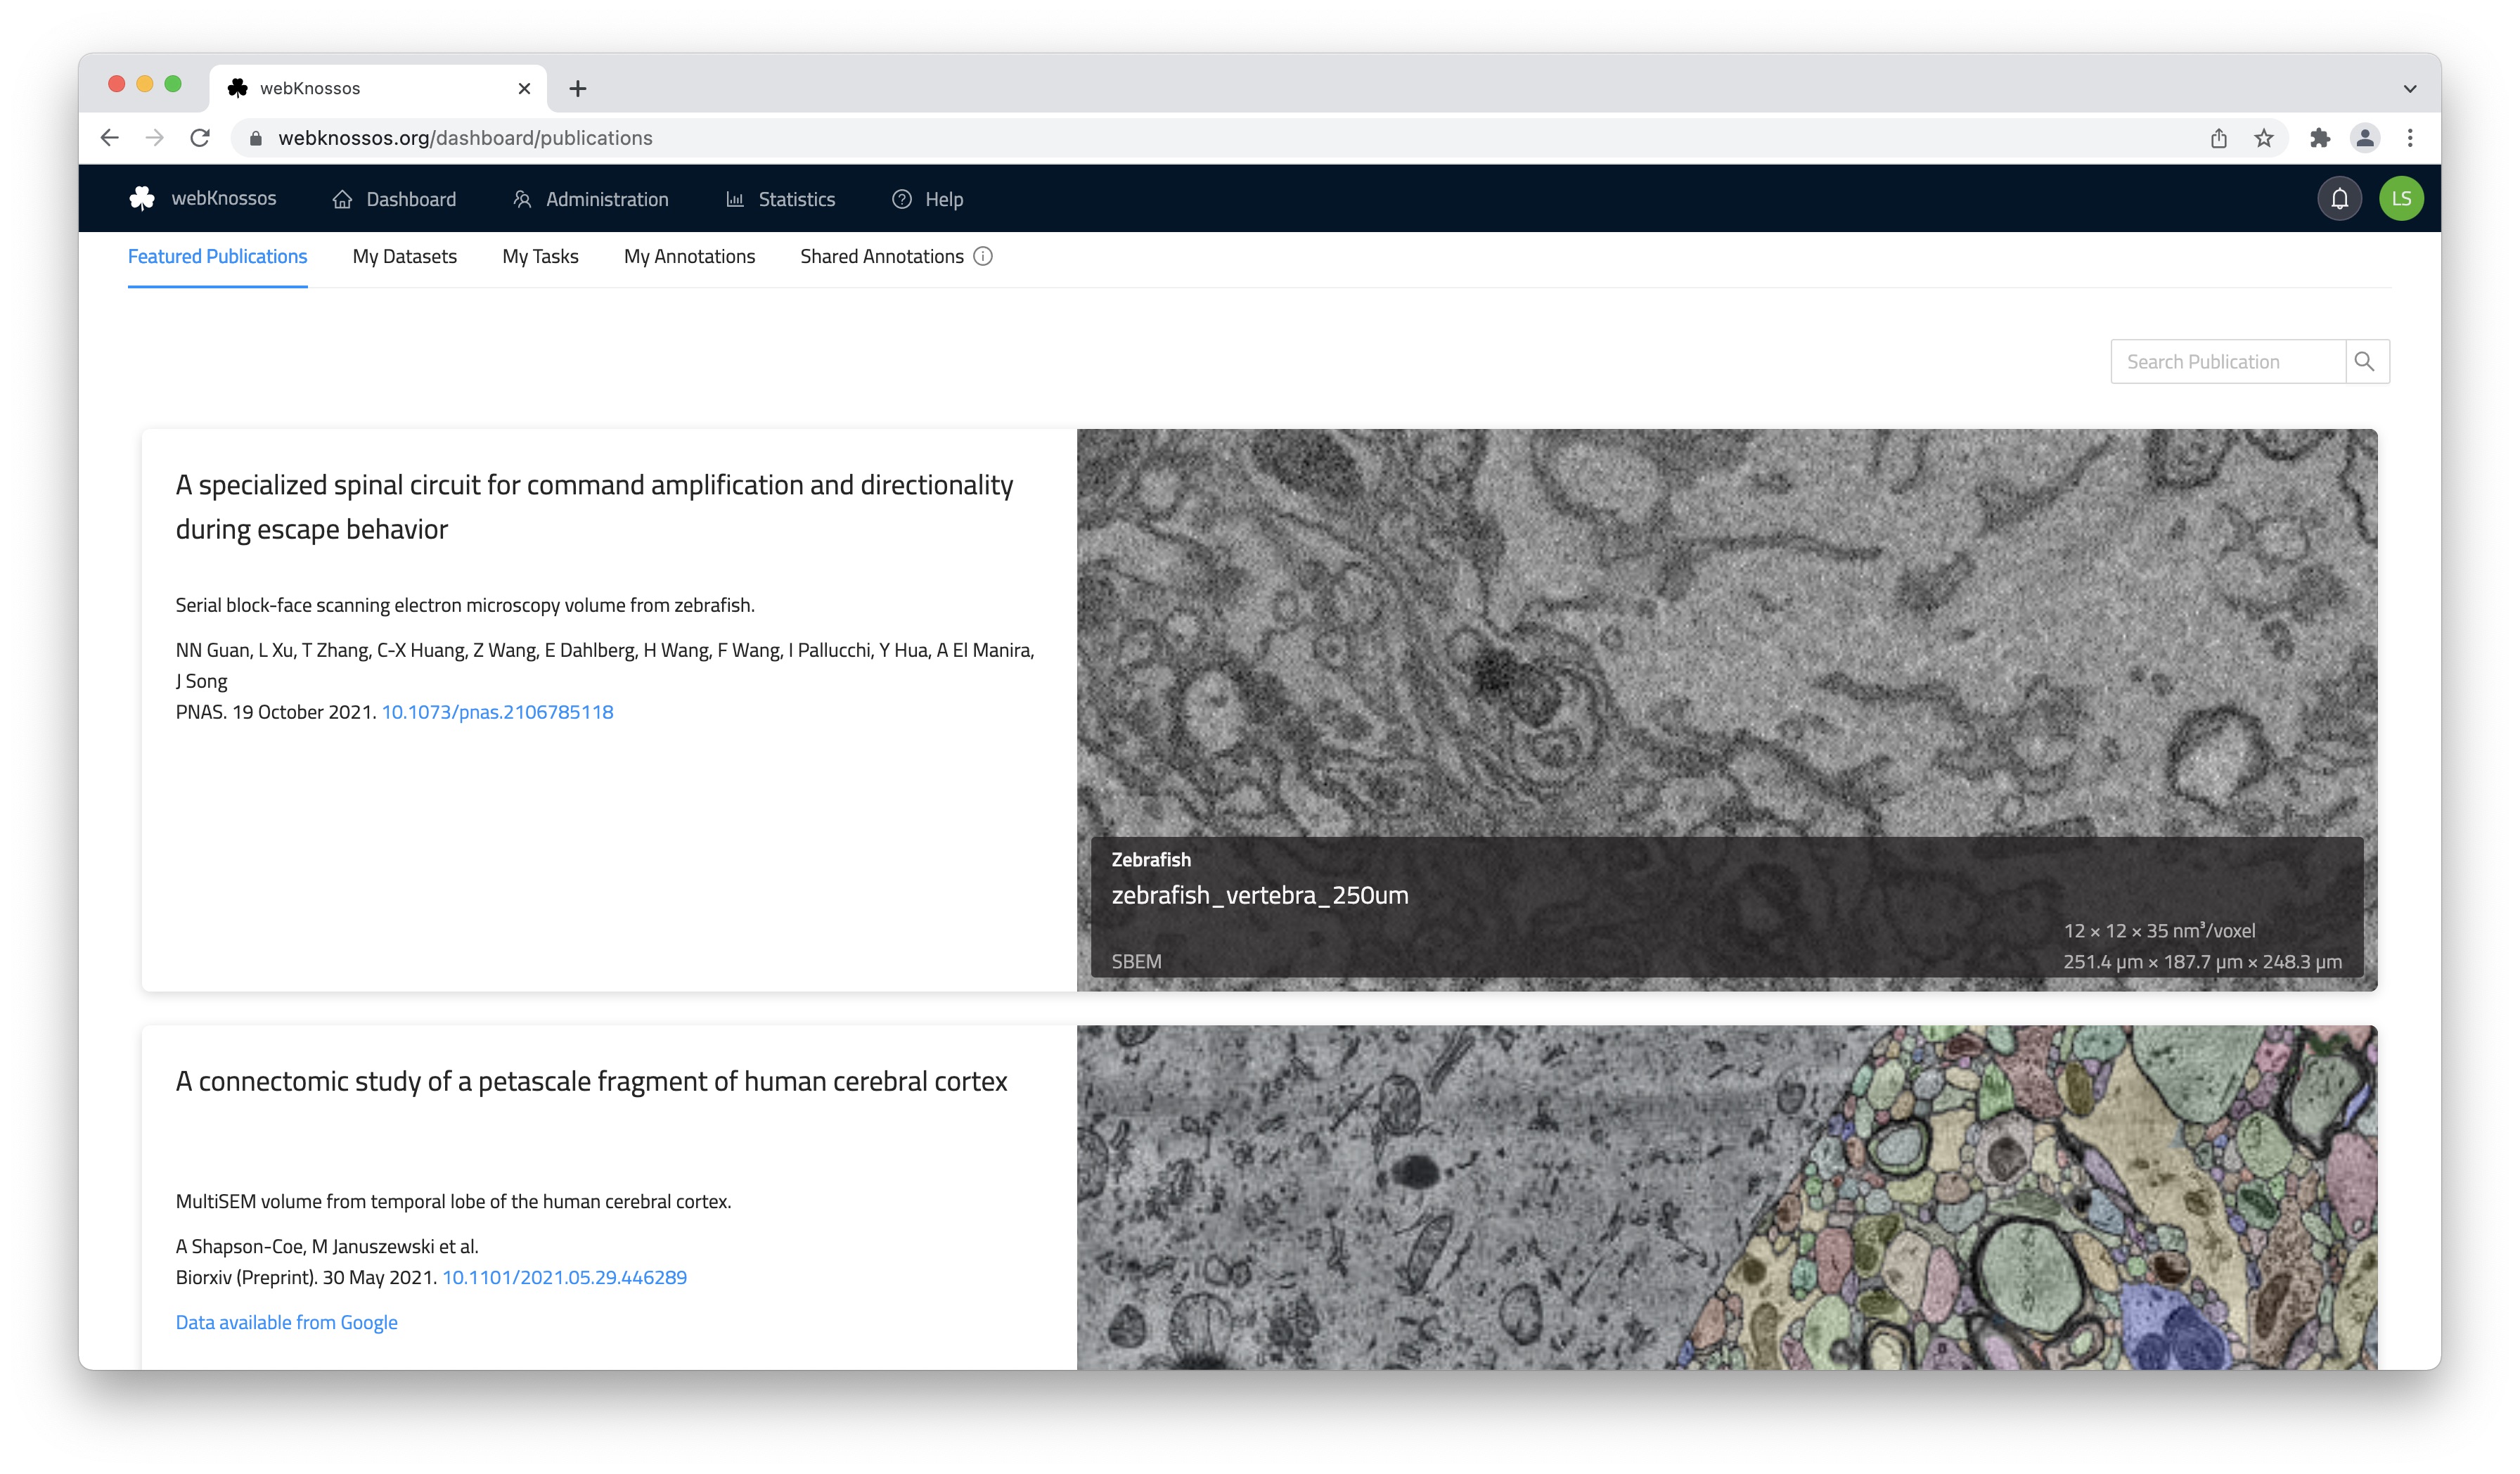 webKnossos
webknossos.org/dashboard/publications
webKnossos Dashboard Administration Statistics Help LS
Featured Publications My Datasets My Tasks My Annotations Shared Annotations
Search Publication
A specialized spinal circuit for command amplification and directionality
during escape behavior
Serial block-face scanning electron microscopy volume from zebrafish.
NN Guan, L Xu, T Zhang, C-X Huang, Z Wang, E Dahlberg, H Wang, F Wang, I Pallucchi, Y Hua, A El Manira,
J Song
PNAS. 19 October 2021. 10.1073/pnas.2106785118
Zebrafish
zebrafish_vertebra_250um
12 × 12 × 35 nm³/voxel
SBEM
251.4 µm × 187.7 µm × 248.3 µm
A connectomic study of a petascale fragment of human cerebral cortex
MultiSEM volume from temporal lobe of the human cerebral cortex.
A Shapson-Coe, M Januszewski et al.
Biorxiv (Preprint). 30 May 2021. 10.1101/2021.05.29.446289
Data available from Google